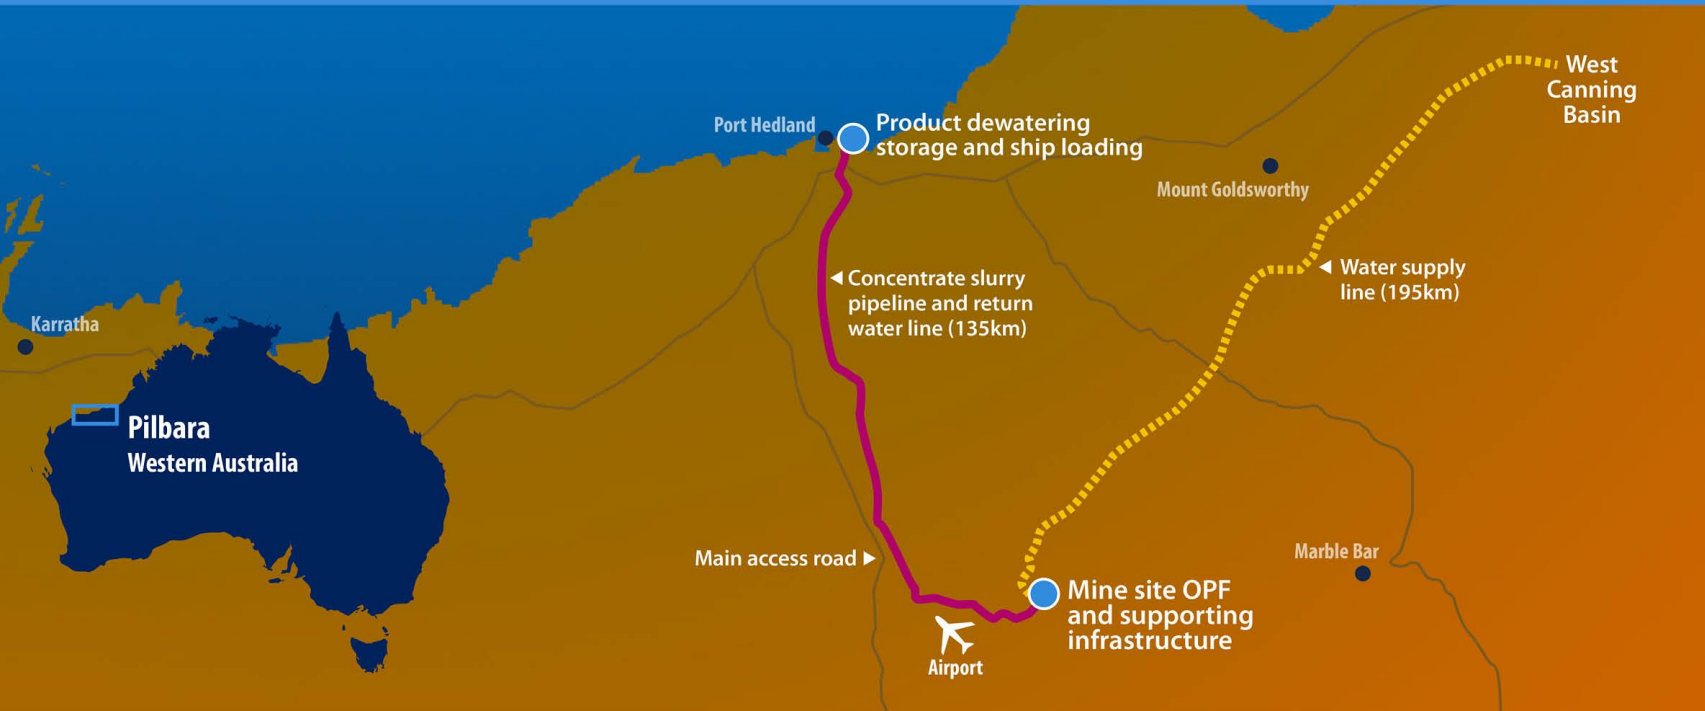 West
Canning
Basin
Port Hedland
Product dewatering
storage and ship loading
Mount Goldsworthy
Concentrate slurry
pipeline and return
water line (135km)
Water supply
line (195km)
Karratha
Pilbara
Western Australia
Main access road
Marble Bar
Mine site OPF
and supporting
infrastructure
Airport